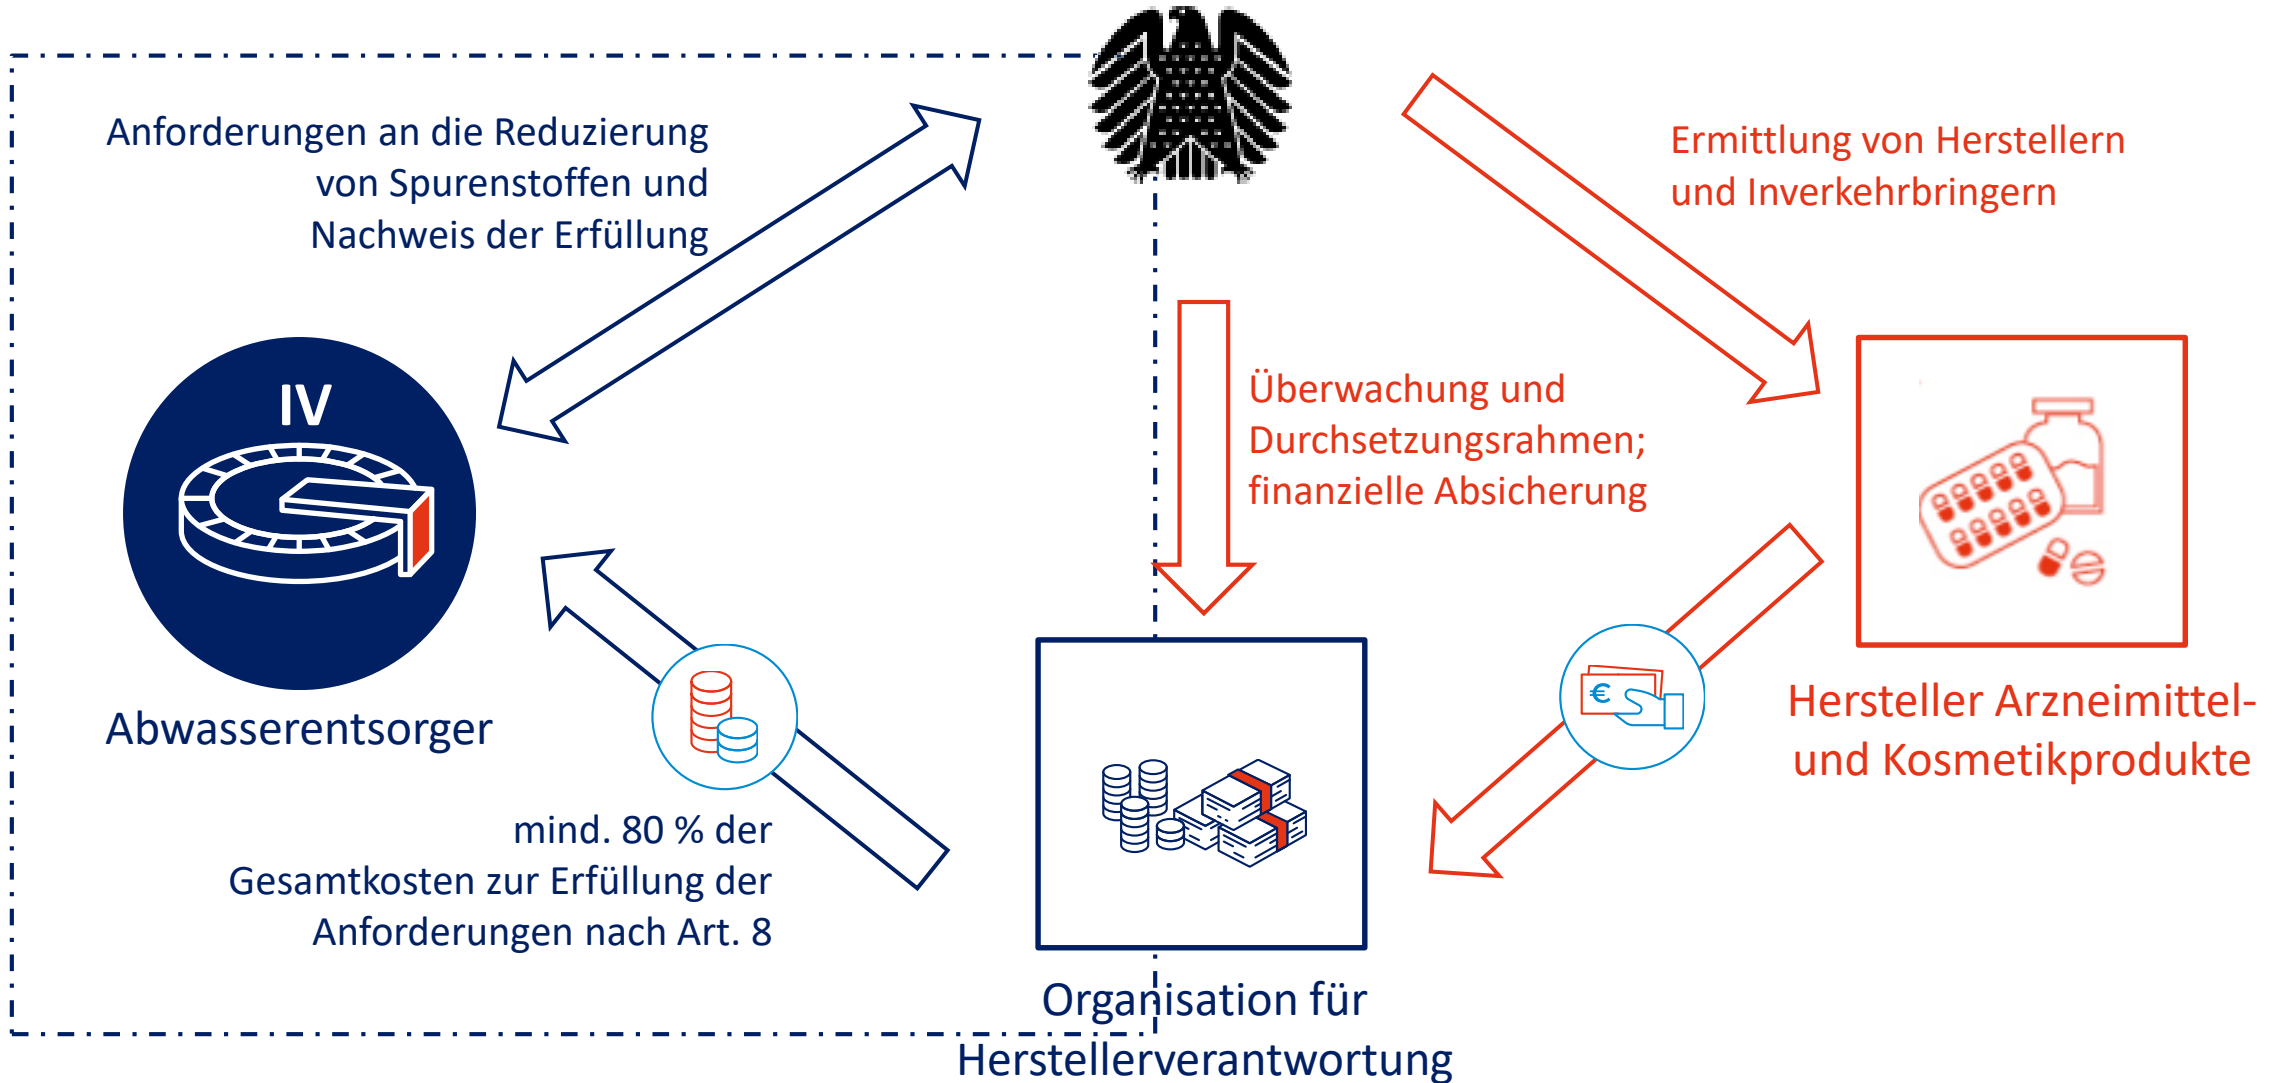 Anforderungen an die Reduzierung
von Spurenstoffen und
Nachweis der Erfüllung
Ermittlung von Herstellern
und Inverkehrbringern
Überwachung und
Durchsetzungsrahmen;
finanzielle Absicherung
IV
Abwasserentsorger
€
Hersteller Arzneimittel-
und Kosmetikprodukte
mind. 80 % der
Gesamtkosten zur Erfüllung der
Anforderungen nach Art. 8
Organisation für
Herstellerverantwortung